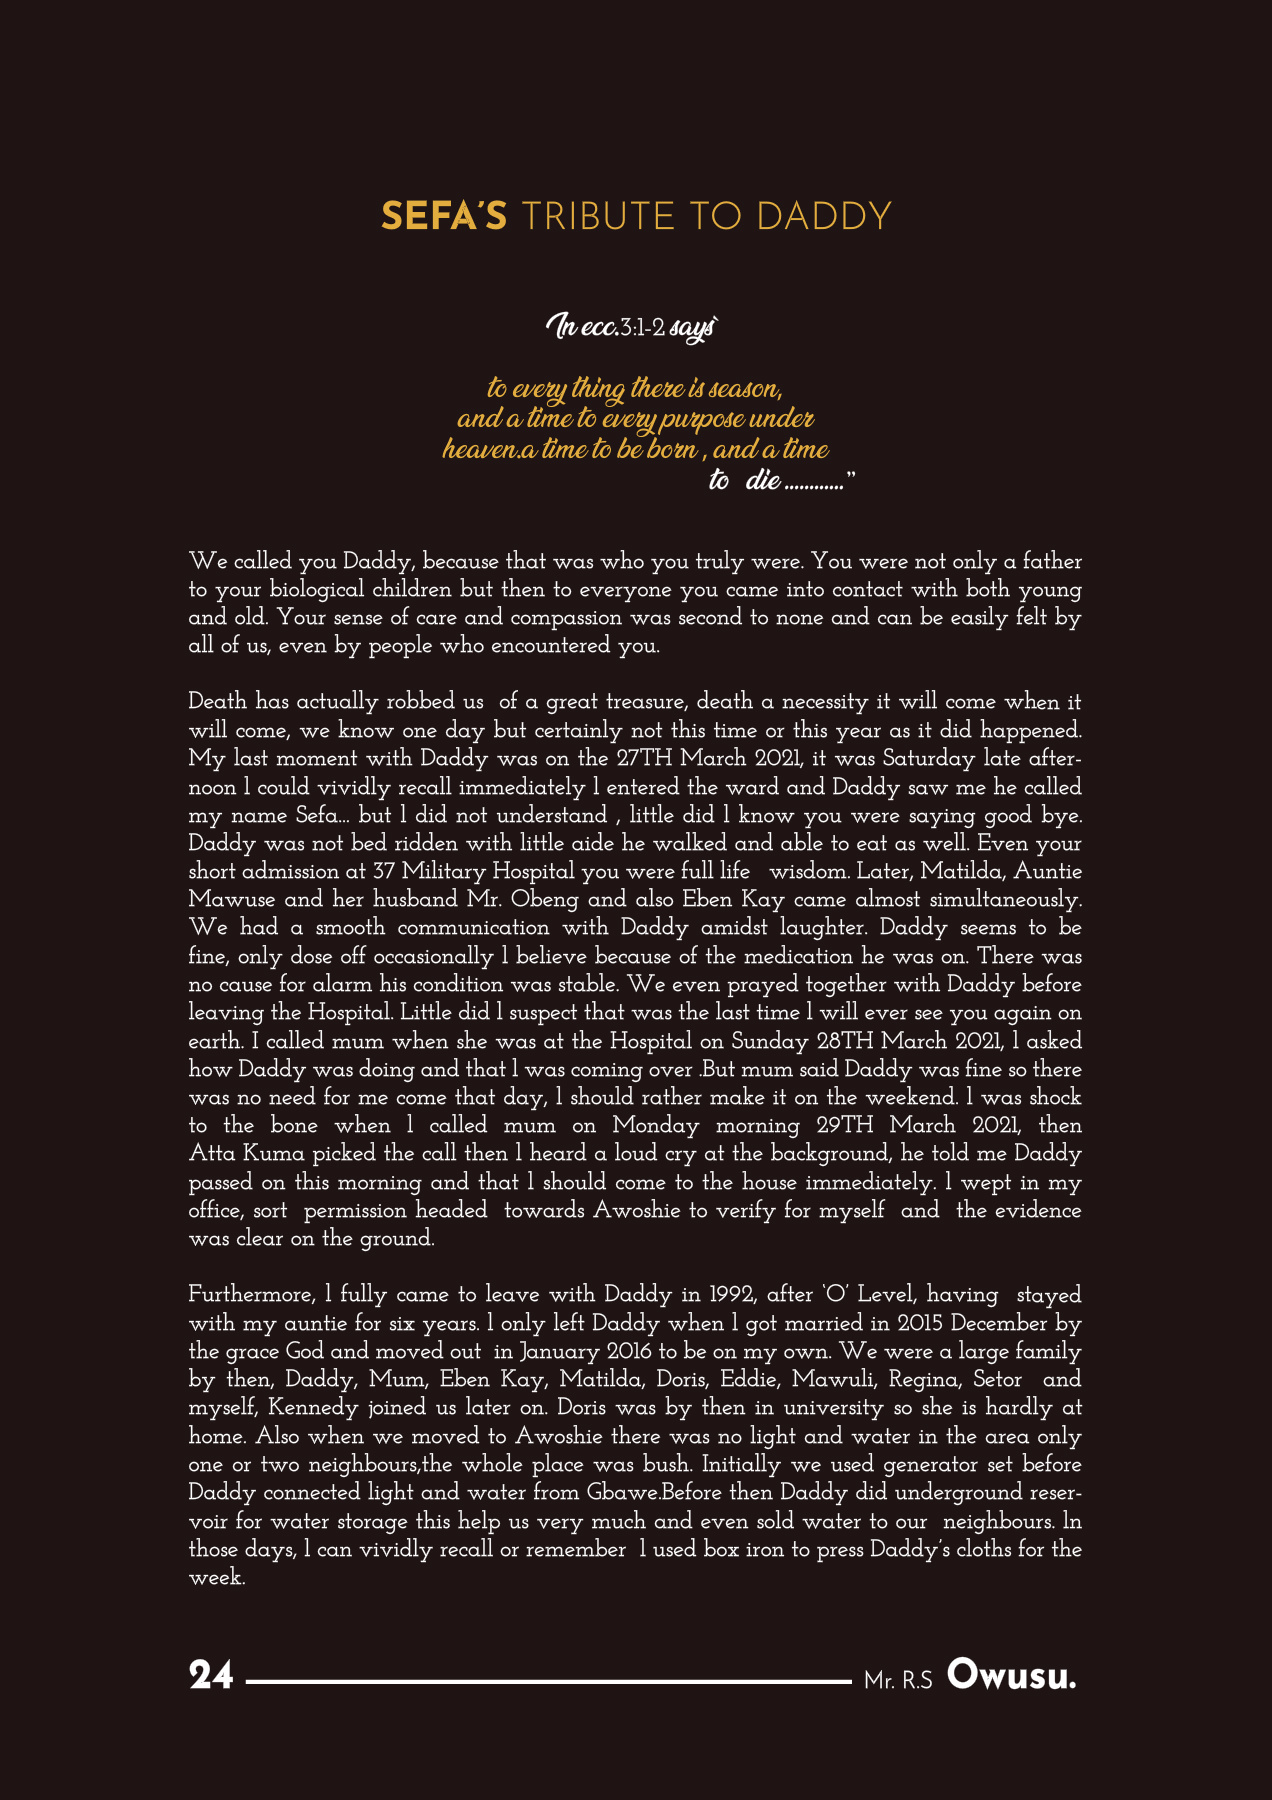 SEFA'S TRIBUTE TO DADDY
In ecc.3:1-2 says`
to every thing there is season,
and a time to every purpose under
heaven.a time to be born , and a time
to die ............”
We called you Daddy, because that was who you truly were. You were not only a father
to your biological children but then to everyone you came into contact with both young
and old. Your sense of care and compassion was second to none and can be easily felt by
all of us, even by people who encountered you.
Death has actually robbed us of a great treasure, death a necessity it will come when it
will come, we know one day but certainly not this time or this year as it did happened.
My last moment with Daddy was on the 27TH March 2021, it was Saturday late after-
noon l could vividly recall immediately l entered the ward and Daddy saw me he called
my name Sefa... but l did not understand , little did l know you were saying good bye.
Daddy was not bed ridden with little aide he walked and able to eat as well. Even your
short admission at 37 Military Hospital you were full life wisdom. Later, Matilda, Auntie
Mawuse and her husband Mr. Obeng and also Eben Kay came almost simultaneously.
We had a smooth communication with Daddy amidst laughter. Daddy seems to be
fine, only dose off occasionally l believe because of the medication he was on. There was
no cause for alarm his condition was stable. We even prayed together with Daddy before
leaving the Hospital. Little did l suspect that was the last time l will ever see you again on
earth. I called mum when she was at the Hospital on Sunday 28TH March 2021, l asked
how Daddy was doing and that l was coming over .But mum said Daddy was fine so there
was no need for me come that day, l should rather make it on the weekend. l was shock
to the bone when l called mum on Monday morning 29TH March 2021, then
Atta Kuma picked the call then l heard a loud cry at the background, he told me Daddy
passed on this morning and that l should come to the house immediately. l wept in my
office, sort permission headed towards Awoshie to verify for myself and the evidence
was clear on the ground.
Furthermore, l fully came to leave with Daddy in 1992, after ‘O’ Level, having stayed
with my auntie for six years. l only left Daddy when l got married in 2015 December by
the grace God and moved out in January 2016 to be on my own. We were a large family
by then, Daddy, Mum, Eben Kay, Matilda, Doris, Eddie, Mawuli, Regina, Setor and
myself, Kennedy joined us later on. Doris was by then in university so she is hardly at
home. Also when we moved to Awoshie there was no light and water in the area only
one or two neighbours,the whole place was bush. Initially we used generator set before
Daddy connected light and water from Gbawe.Before then Daddy did underground reser-
voir for water storage this help us very much and even sold water to our neighbours. ln
those days, l can vividly recall or remember l used box iron to press Daddy’s cloths for the
week.
24 Mr. R.S Owusu.